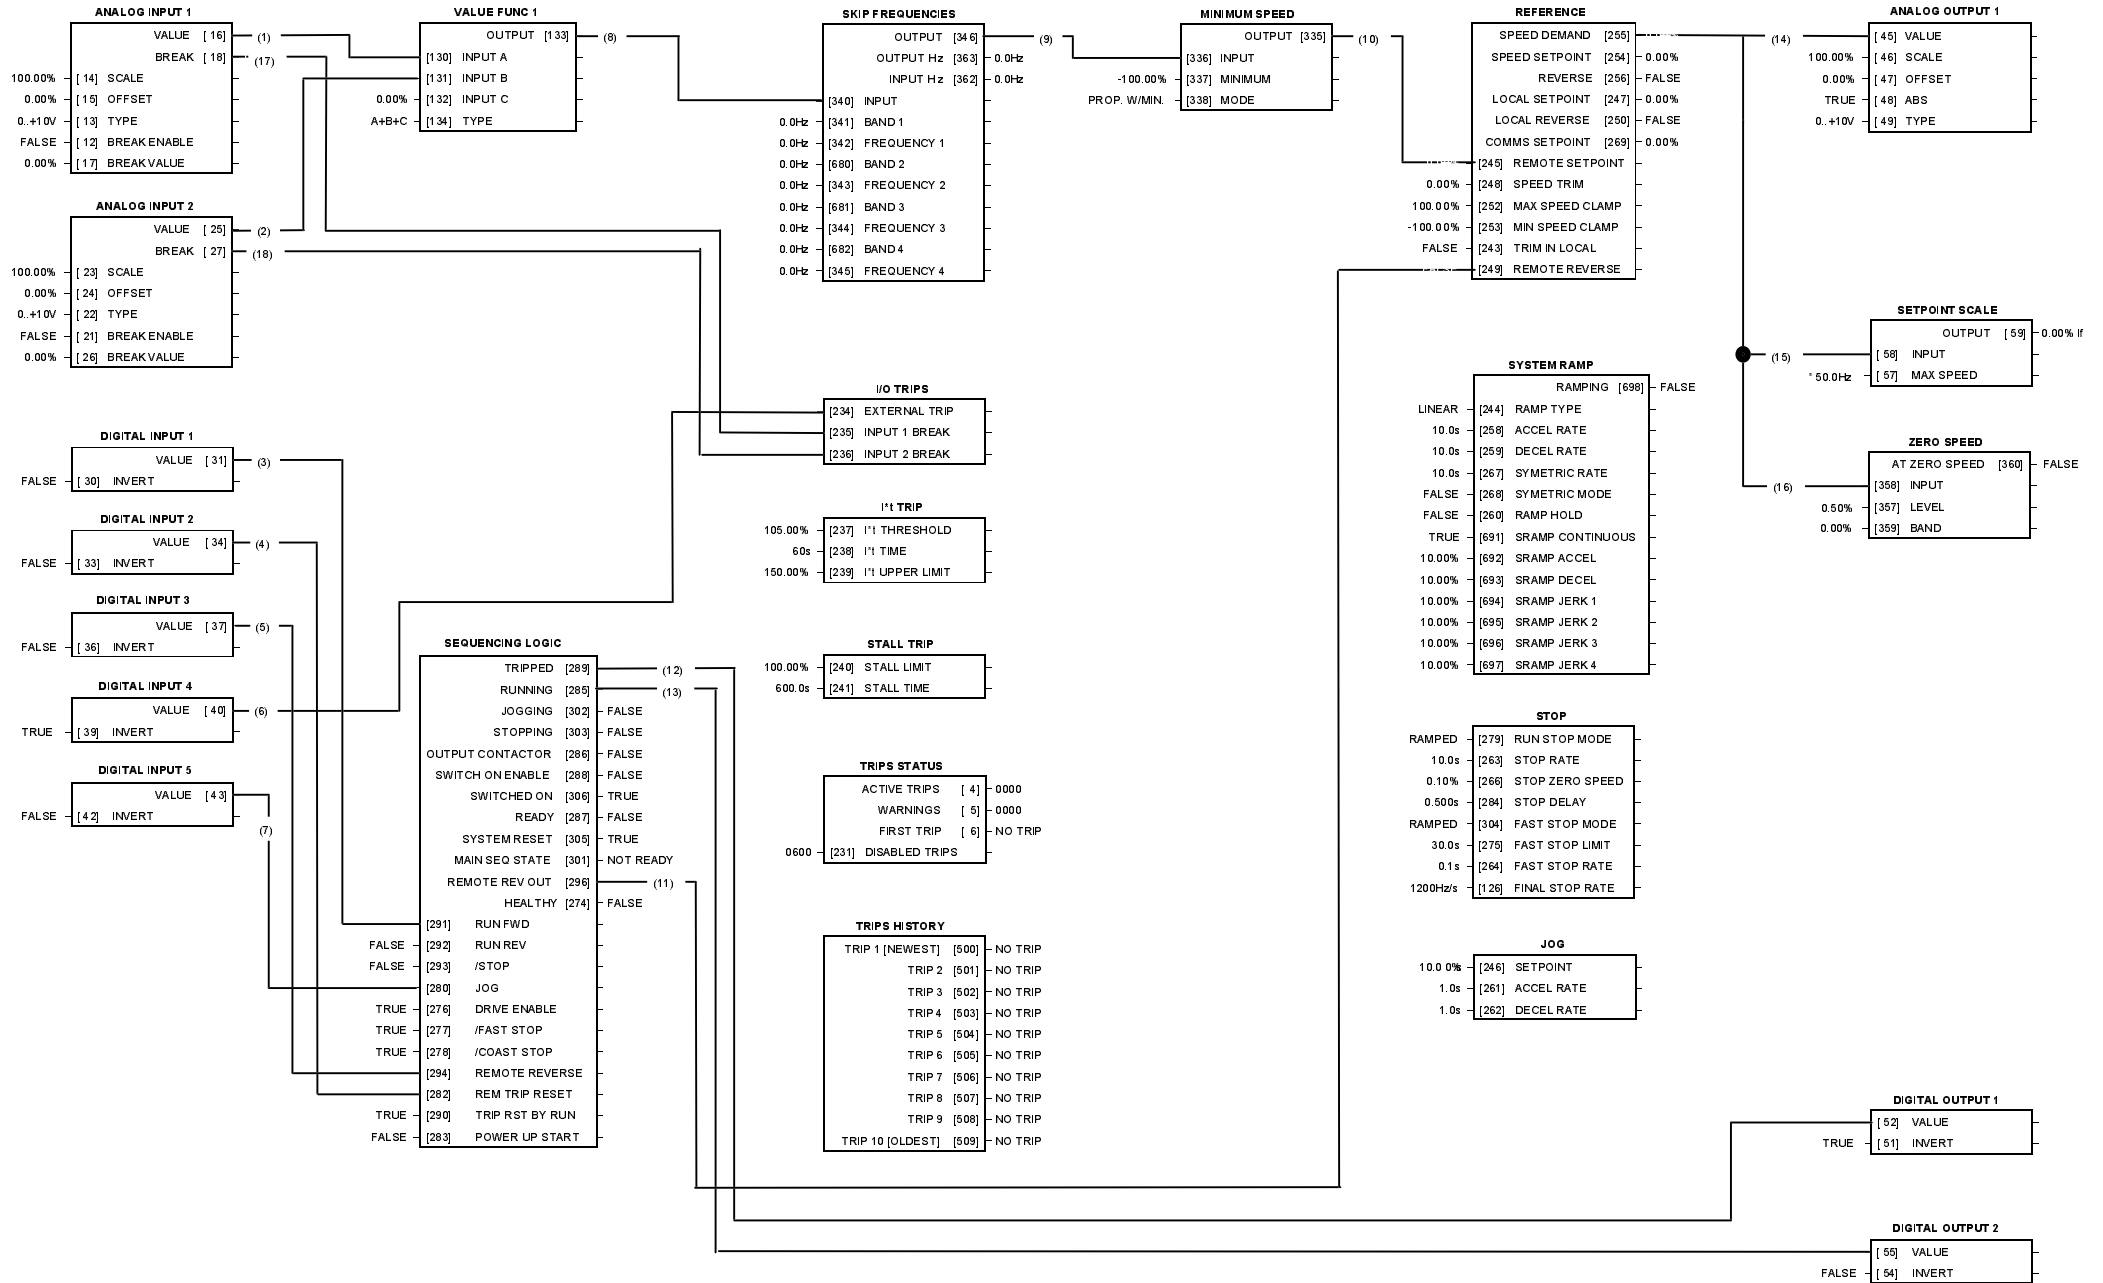 ANALOG INPUT 1
VALUE [ 16] (1)
BREAK [ 18] (17)
100.00% [ 14] SCALE
0.00% [ 15] OFFSET
0..+10V [ 13] TYPE
FALSE [ 12] BREAK ENABLE
0.00% [ 17] BREAK VALUE
ANALOG INPUT 2
VALUE [ 25] (2)
BREAK [ 27] (18)
100.00% [ 23] SCALE
0.00% [ 24] OFFSET
0..+10V [ 22] TYPE
FALSE [ 21] BREAK ENABLE
0.00% [ 26] BREAK VALUE
DIGITAL INPUT 1
VALUE [ 31] (3)
FALSE [ 30] INVERT
DIGITAL INPUT 2
VALUE [ 34] (4)
FALSE [ 33] INVERT
DIGITAL INPUT 3
VALUE [ 37] (5)
FALSE [ 36] INVERT
DIGITAL INPUT 4
VALUE [ 40] (6)
TRUE [ 39] INVERT
DIGITAL INPUT 5
VALUE [ 43]
FALSE [ 42] INVERT
(7)
VALUE FUNC 1
OUTPUT [133] (8)
[130] INPUT A
[131] INPUT B
0.00% [132] INPUT C
A+B+C [134] TYPE
SEQUENCING LOGIC
TRIPPED [289] (12)
RUNNING [285] (13)
JOGGING [302] FALSE
STOPPING [303] FALSE
OUTPUT CONTACTOR [286] FALSE
SWITCH ON ENABLE [288] FALSE
SWITCHED ON [306] TRUE
READY [287] FALSE
SYSTEM RESET [305] TRUE
MAIN SEQ STATE [301] NOT READY
REMOTE REV OUT [296] (11)
HEALTHY [274] FALSE
[291] RUN FWD
FALSE [292] RUN REV
FALSE [293] /STOP
[280] JOG
TRUE [276] DRIVE ENABLE
TRUE [277] /FAST STOP
TRUE [278] /COAST STOP
[294] REMOTE REVERSE
[282] REM TRIP RESET
TRUE [290] TRIP RST BY RUN
FALSE [283] POWER UP START
SKIP FREQUENCIES
OUTPUT [346] (9)
OUTPUT Hz [363] 0.0Hz
INPUT Hz [362] 0.0Hz
[340] INPUT
0.0Hz [341] BAND 1
0.0Hz [342] FREQUENCY 1
0.0Hz [680] BAND 2
0.0Hz [343] FREQUENCY 2
0.0Hz [681] BAND 3
0.0Hz [344] FREQUENCY 3
0.0Hz [682] BAND 4
0.0Hz [345] FREQUENCY 4
I/O TRIPS
[234] EXTERNAL TRIP
[235] INPUT 1 BREAK
[236] INPUT 2 BREAK
I*t TRIP
105.00% [237] I*t THRESHOLD
60s [238] I*t TIME
150.00% [239] I*t UPPER LIMIT
STALL TRIP
100.00% [240] STALL LIMIT
600.0s [241] STALL TIME
TRIPS STATUS
ACTIVE TRIPS [ 4] 0000
WARNINGS [ 5] 0000
FIRST TRIP [ 6] NO TRIP
0600 [231] DISABLED TRIPS
TRIPS HISTORY
TRIP 1 [NEWEST] [500] NO TRIP
TRIP 2 [501] NO TRIP
TRIP 3 [502] NO TRIP
TRIP 4 [503] NO TRIP
TRIP 5 [504] NO TRIP
TRIP 6 [505] NO TRIP
TRIP 7 [506] NO TRIP
TRIP 8 [507] NO TRIP
TRIP 9 [508] NO TRIP
TRIP 10 [OLDEST] [509] NO TRIP
MINIMUM SPEED
OUTPUT [335] (10)
[336] INPUT
-100.00% [337] MINIMUM
PROP. W/MIN. [338] MODE
REFERENCE
SPEED DEMAND [255]
SPEED SETPOINT [254] 0.00%
REVERSE [256] FALSE
LOCAL SETPOINT [247] 0.00%
LOCAL REVERSE [250] FALSE
COMMS SETPOINT [269] 0.00%
[245] REMOTE SETPOINT
0.00% [248] SPEED TRIM
100.00% [252] MAX SPEED CLAMP
-100.00% [253] MIN SPEED CLAMP
FALSE [243] TRIM IN LOCAL
[249] REMOTE REVERSE
SYSTEM RAMP
RAMPING [698] FALSE
LINEAR [244] RAMP TYPE
10.0s [258] ACCEL RATE
10.0s [259] DECEL RATE
10.0s [267] SYMETRIC RATE
FALSE [268] SYMETRIC MODE
FALSE [260] RAMP HOLD
TRUE [691] SRAMP CONTINUOUS
10.00% [692] SRAMP ACCEL
10.00% [693] SRAMP DECEL
10.00% [694] SRAMP JERK 1
10.00% [695] SRAMP JERK 2
10.00% [696] SRAMP JERK 3
10.00% [697] SRAMP JERK 4
STOP
RAMPED [279] RUN STOP MODE
10.0s [263] STOP RATE
0.10% [266] STOP ZERO SPEED
0.500s [284] STOP DELAY
RAMPED [304] FAST STOP MODE
30.0s [275] FAST STOP LIMIT
0.1s [264] FAST STOP RATE
1200Hz/s [126] FINAL STOP RATE
JOG
[246] SETPOINT
1.0s [261] ACCEL RATE
1.0s [262] DECEL RATE
ANALOG OUTPUT 1
(14) [ 45] VALUE
100.00% [ 46] SCALE
0.00% [ 47] OFFSET
TRUE [ 48] ABS
0..+10V [ 49] TYPE
SETPOINT SCALE
OUTPUT [ 59] 0.00% lf
(15) [ 58] INPUT
* 50.0Hz [ 57] MAX SPEED
ZERO SPEED
AT ZERO SPEED [360] FALSE
(16) [358] INPUT
0.50% [357] LEVEL
0.00% [359] BAND
DIGITAL OUTPUT 1
[ 52] VALUE
TRUE [ 51] INVERT
DIGITAL OUTPUT 2
[ 55] VALUE
FALSE [ 54] INVERT